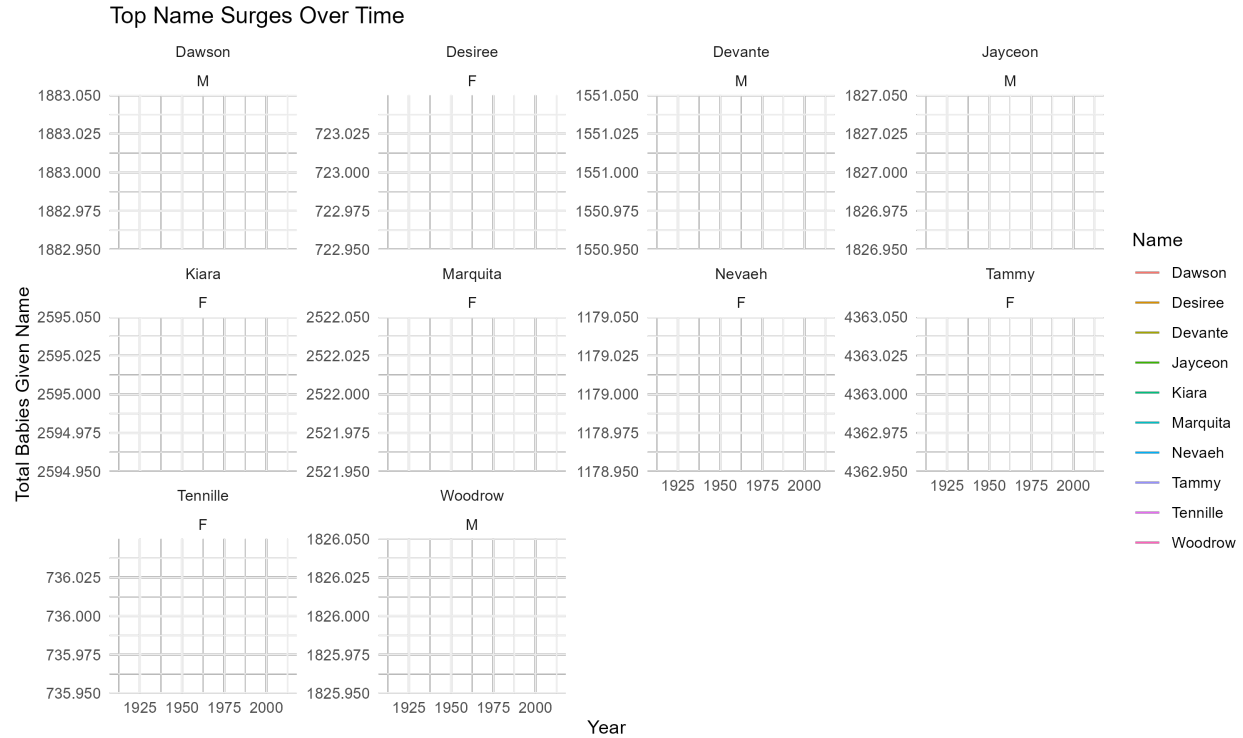 Top Name Surges Over Time
Dawson Desiree Devante Jayceon
M F M M
1883.050 1551.050 1827.050
1883.025 723.025 1551.025 1827.025
1883.000 723.000 1551.000 1827.000
1882.975 722.975 1550.975 1826.975
1882.950 722.950 1550.950 1826.950
Kiara Marquita Nevaeh Tammy
F F F F
2595.050 2522.050 1179.050 4363.050
2595.025 2522.025 1179.025 4363.025
2595.000 2522.000 1179.000 4363.000
2594.975 2521.975 1178.975 4362.975
2594.950 2521.950 1178.950 4362.950
1925 1950 1975 2000 1925 1950 1975 2000
Tennille Woodrow
F M
1826.050
736.025 1826.025
736.000 1826.000
735.975 1825.975
735.950 1825.950
1925 1950 1975 2000 1925 1950 1975 2000
Total Babies Given Name
Year
Name
Dawson
Desiree
Devante
Jayceon
Kiara
Marquita
Nevaeh
Tammy
Tennille
Woodrow